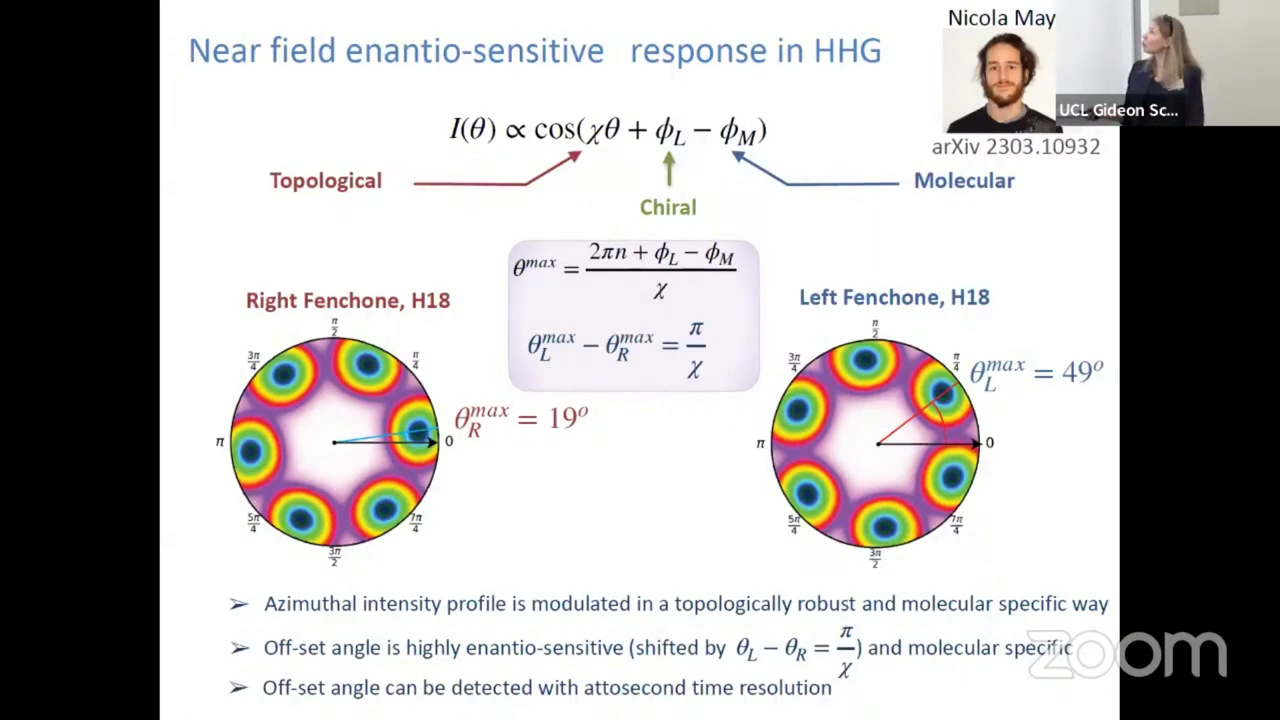 Nicola May
Near field enantio-sensitive response in HHG
UCL Gideon Sc...
I(θ) ∝ cos(χθ + ϕ_L − ϕ_M)
arXiv 2303.10932
Topological
Molecular
Chiral
θ^max = (2πn + ϕ_L − ϕ_M) / χ
θ_L^max − θ_R^max = π / χ
Right Fenchone, H18
Left Fenchone, H18
π/2
3π/4
π/4
π
0
5π/4
7π/4
3π/2
θ_R^max = 19°
π/2
3π/4
π/4
θ_L^max = 49°
π
0
5π/4
7π/4
3π/2
➢ Azimuthal intensity profile is modulated in a topologically robust and molecular specific way
➢ Off-set angle is highly enantio-sensitive (shifted by θ_L − θ_R = π/χ) and molecular specific
➢ Off-set angle can be detected with attosecond time resolution
zoom